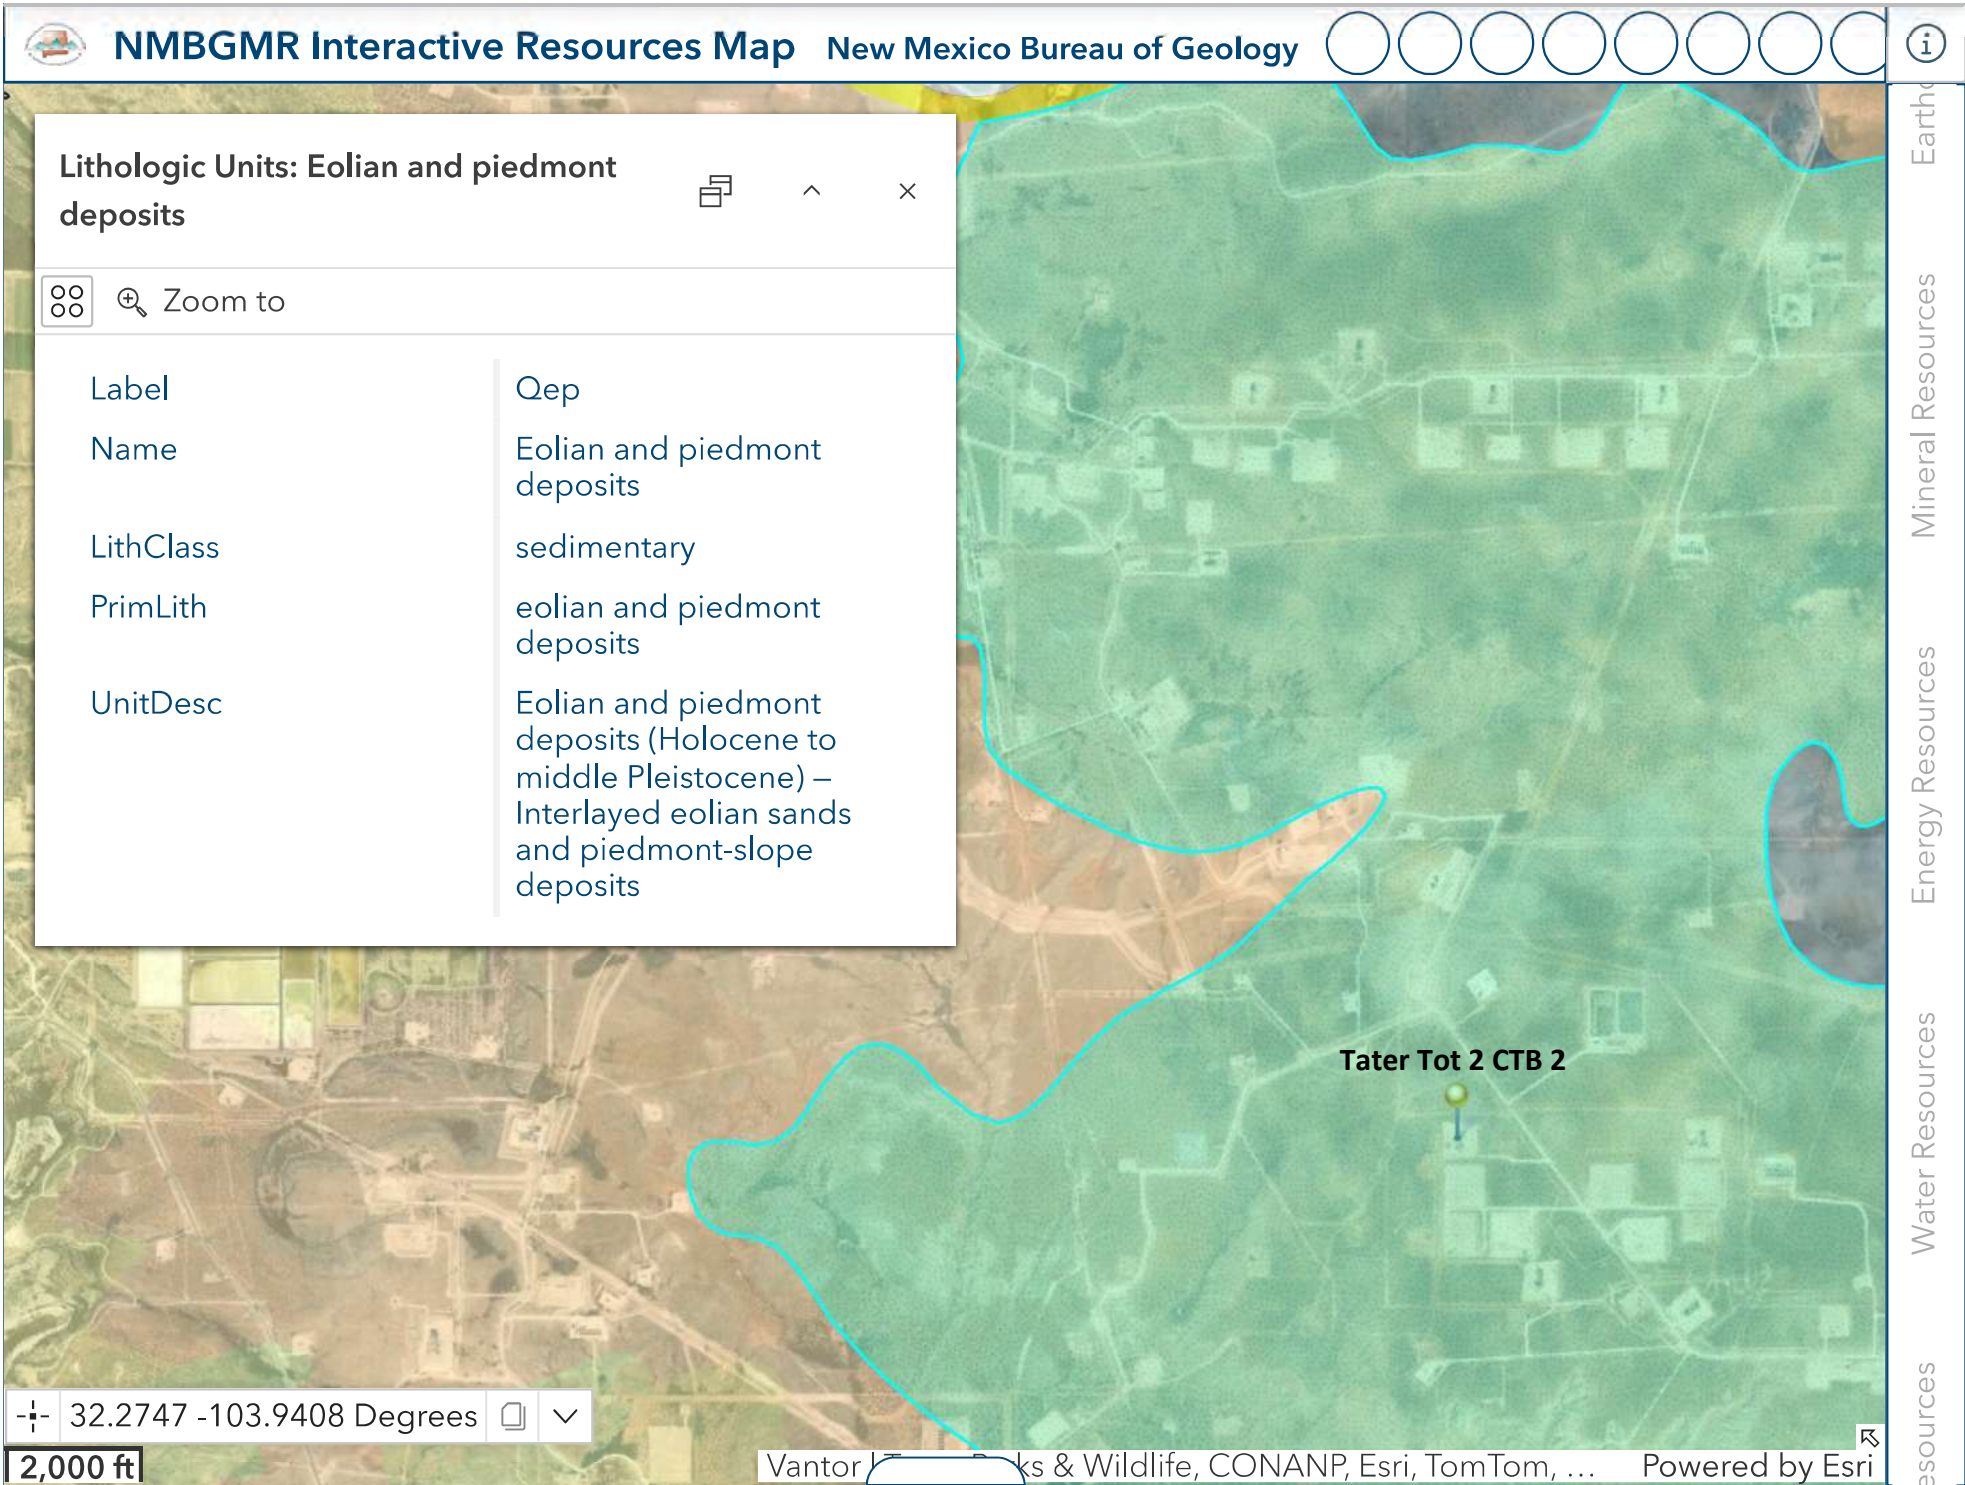 NMBGMR Interactive Resources Map New Mexico Bureau of Geology
Lithologic Units: Eolian and piedmont
deposits
Zoom to
Label Qep
Name Eolian and piedmont
deposits
LithClass sedimentary
PrimLith eolian and piedmont
deposits
UnitDesc Eolian and piedmont
deposits (Holocene to
middle Pleistocene) —
Interlayed eolian sands
and piedmont-slope
deposits
Tater Tot 2 CTB 2
Mineral Resources
Energy Resources
Water Resources
32.2747 -103.9408 Degrees
2,000 ft
Vantor & Wildlife, CONANP, Esri, TomTom, ... Powered by Esri